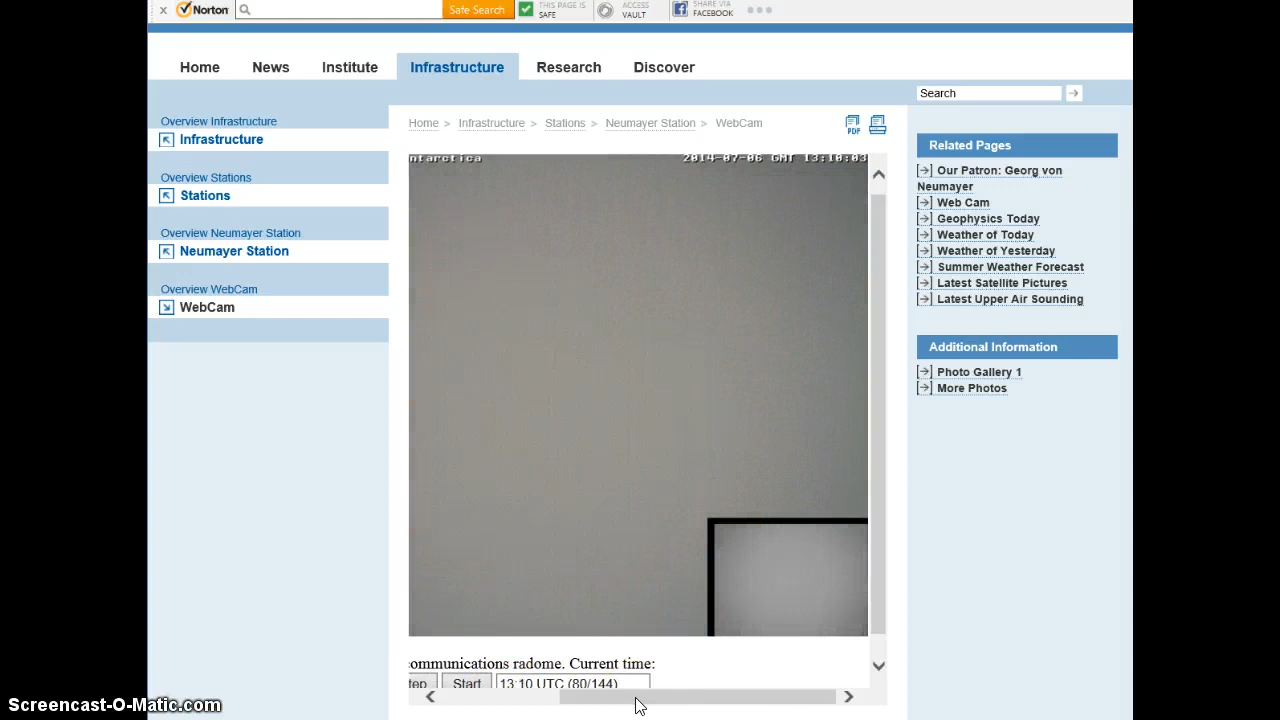 Norton
Safe Search
THIS PAGE IS
SAFE
ACCESS
VAULT
SHARE VIA
FACEBOOK
Home
News
Institute
Infrastructure
Research
Discover
Search
Overview Infrastructure
Infrastructure
Overview Stations
Stations
Overview Neumayer Station
Neumayer Station
Overview WebCam
WebCam
Home > Infrastructure > Stations > Neumayer Station > WebCam
PDF
ntarctica 2014-07-06 GMT 13:10:03
ommunications radome. Current time:
tep Start 13:10 UTC (80/144)
Related Pages
Our Patron: Georg von
Neumayer
Web Cam
Geophysics Today
Weather of Today
Weather of Yesterday
Summer Weather Forecast
Latest Satellite Pictures
Latest Upper Air Sounding
Additional Information
Photo Gallery 1
More Photos
Screencast-O-Matic.com